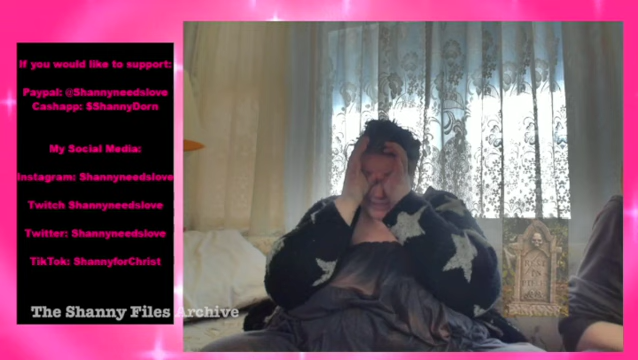 If you would like to support:
Paypal: @Shannyneedslove
Cashapp: $ShannyDorn
My Social Media:
Instagram: Shannyneedslove
Twitch Shannyneedslove
Twitter: Shannyneedslove
TikTok: ShannyforChrist
The Shanny Files Archive